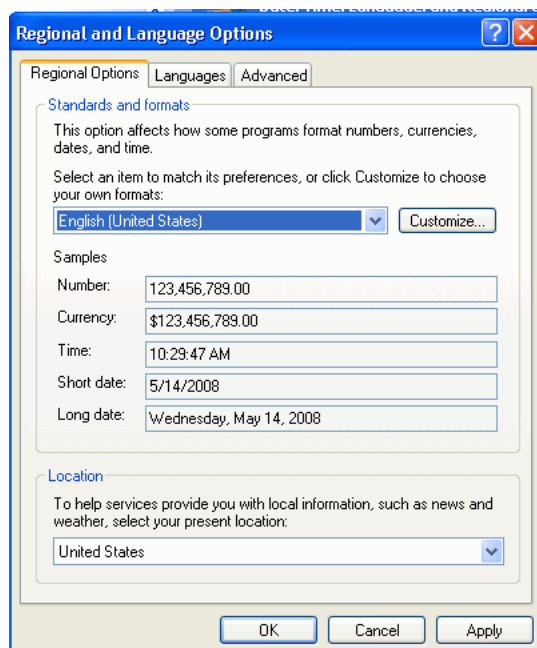 Regional and Language Options
Regional Options Languages Advanced
Standards and formats
This option affects how some programs format numbers, currencies,
dates, and time.
Select an item to match its preferences, or click Customize to choose
your own formats:
English (United States) Customize...
Samples
Number: 123,456,789.00
Currency: $123,456,789.00
Time: 10:29:47 AM
Short date: 5/14/2008
Long date: Wednesday, May 14, 2008
Location
To help services provide you with local information, such as news and
weather, select your present location:
United States
OK Cancel Apply